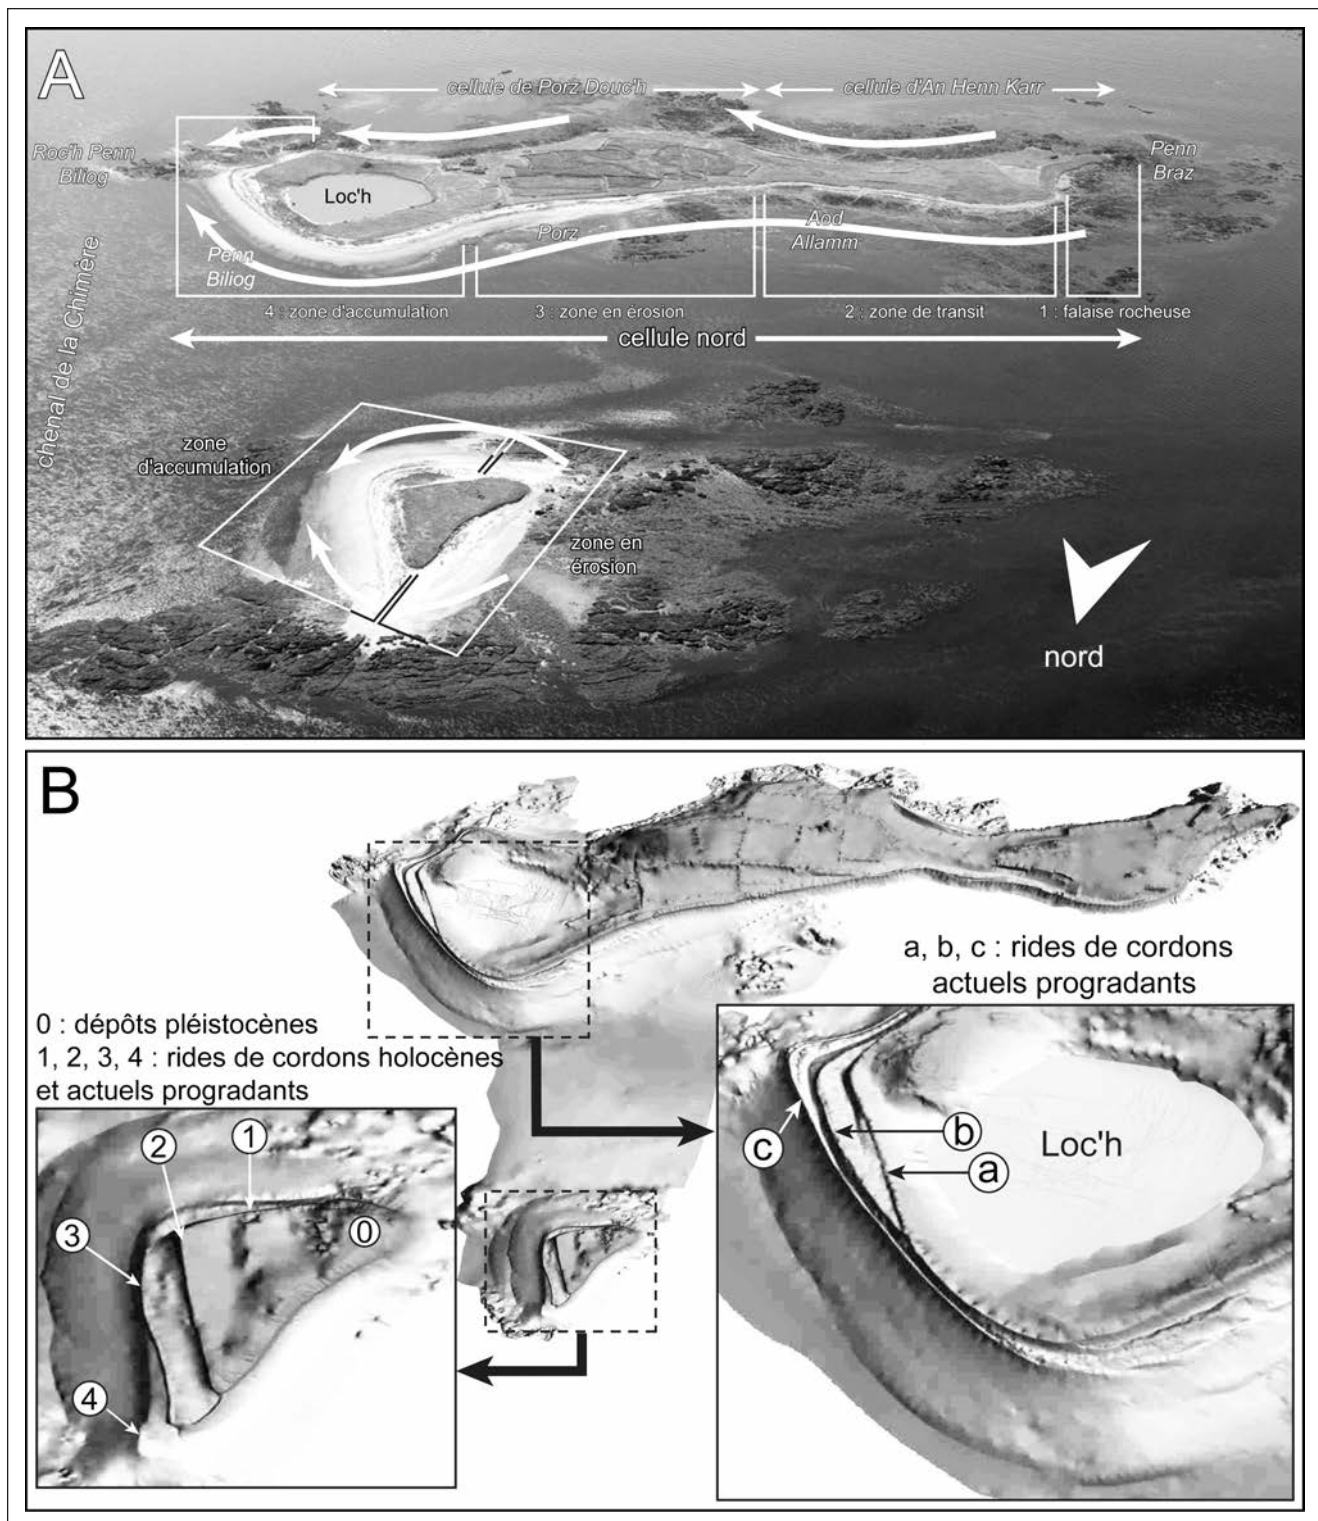 A
cellule de Porz Douc'h
cellule d'An Henn Karr
Roc'h Penn
Biliog
Penn
Braz
Loc'h
Penn
Biliog
Porz
Aod
Allamm
chenal de la Chimère
4 : zone d'accumulation
3 : zone en érosion
2 : zone de transit
1 : falaise rocheuse
cellule nord
zone
d'accumulation
zone en
érosion
nord
B
a, b, c : rides de cordons
actuels progradants
0 : dépôts pléistocènes
1, 2, 3, 4 : rides de cordons holocènes
et actuels progradants
1
2
0
3
4
c
b
a
Loc'h